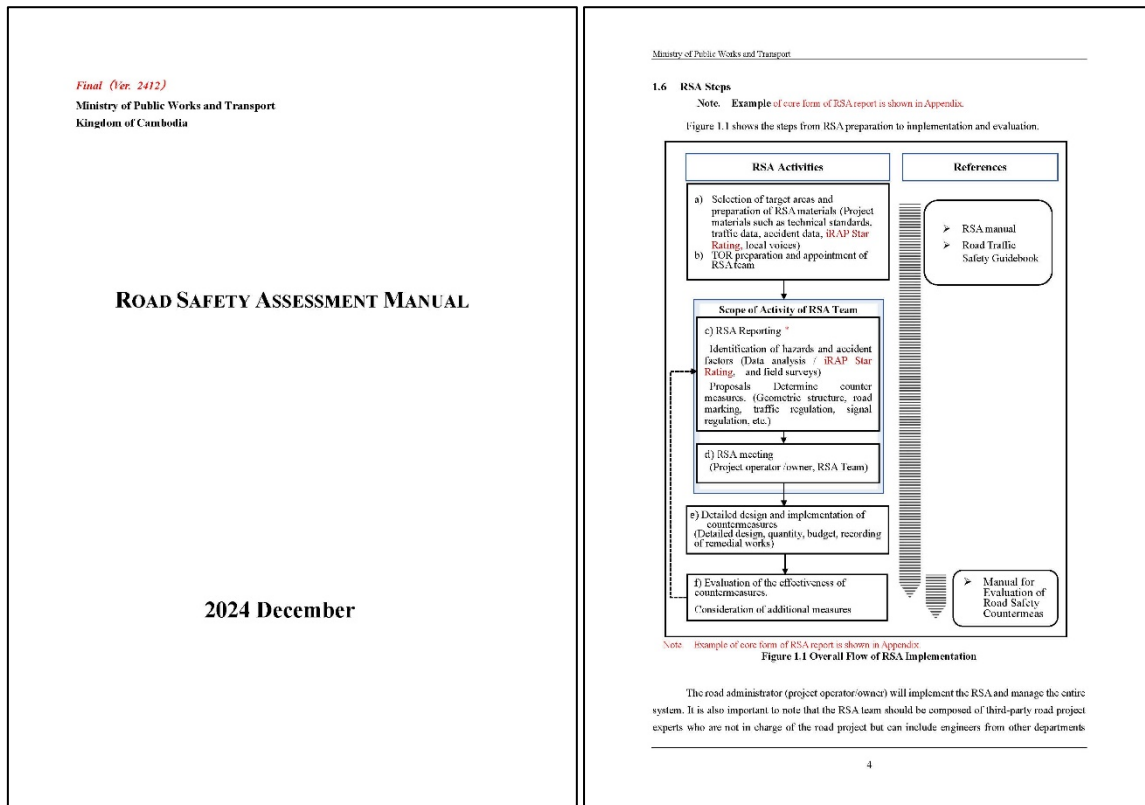 Final (Ver. 2412)
Ministry of Public Works and Transport
Kingdom of Cambodia
ROAD SAFETY ASSESSMENT MANUAL
2024 December
Ministry of Public Works and Transport
1.6 RSA Steps
Note. Example of core form of RSA report is shown in Appendix.
Figure 1.1 shows the steps from RSA preparation to implementation and evaluation.
RSA Activities
a) Selection of target areas and
preparation of RSA materials (Project
materials such as technical standards,
traffic data, accident data, iRAP Star
Rating, local voices)
b) TOR preparation and appointment of
RSA team
Scope of Activity of RSA Team
c) RSA Reporting *
Identification of hazards and accident
factors (Data analysis / iRAP Star
Rating, and field surveys)
Proposals Determine counter
measures. (Geometric structure, road
marking, traffic regulation, signal
regulation, etc.)
d) RSA meeting
(Project operator /owner, RSA Team)
e) Detailed design and implementation of
countermeasures
(Detailed design, quantity, budget, recording
of remedial works)
f) Evaluation of the effectiveness of
countermeasures.
Consideration of additional measures
References
➢ RSA manual
➢ Road Traffic
Safety Guidebook
➢ Manual for
Evaluation of
Road Safety
Countermeas
Note. Example of core form of RSA report is shown in Appendix.
Figure 1.1 Overall Flow of RSA Implementation
The road administrator (project operator/owner) will implement the RSA and manage the entire
system. It is also important to note that the RSA team should be composed of third-party road project
experts who are not in charge of the road project but can include engineers from other departments
4